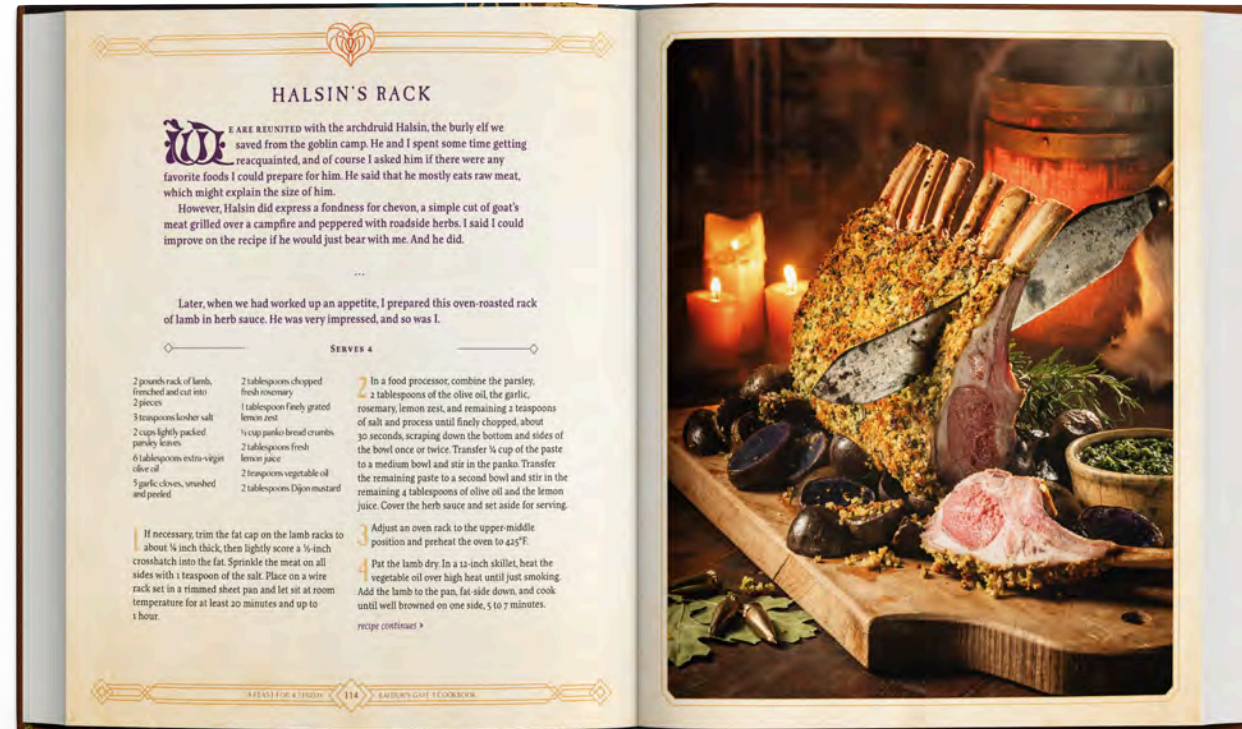 HALSIN'S RACK
WE ARE REUNITED with the archdruid Halsin, the burly elf we
saved from the goblin camp. He and I spent some time getting
reacquainted, and of course I asked him if there were any
favorite foods I could prepare for him. He said that he mostly eats raw meat,
which might explain the size of him.
However, Halsin did express a fondness for chevon, a simple cut of goat's
meat grilled over a campfire and peppered with roadside herbs. I said I could
improve on the recipe if he would just bear with me. And he did.
...
Later, when we had worked up an appetite, I prepared this oven-roasted rack
of lamb in herb sauce. He was very impressed, and so was I.
SERVES 4
2 pounds rack of lamb,
frenched and cut into
2 pieces
3 teaspoons kosher salt
2 cups lightly packed
parsley leaves
6 tablespoons extra-virgin
olive oil
5 garlic cloves, smashed
and peeled
2 tablespoons chopped
fresh rosemary
1 tablespoon finely grated
lemon zest
cup panko bread crumbs
2 tablespoons fresh
lemon juice
2 teaspoons vegetable oil
2 tablespoons Dijon mustard
1 If necessary, trim the fat cap on the lamb racks to
about inch thick, then lightly score a ½-inch
crosshatch into the fat. Sprinkle the meat on all
sides with 1 teaspoon of the salt. Place on a wire
rack set in a rimmed sheet pan and let sit at room
temperature for at least 20 minutes and up to
1 hour.
2 In a food processor, combine the parsley,
2 tablespoons of the olive oil, the garlic,
rosemary, lemon zest, and remaining 2 teaspoons
of salt and process until finely chopped, about
30 seconds, scraping down the bottom and sides of
the bowl once or twice. Transfer ¼ cup of the paste
to a medium bowl and stir in the panko. Transfer
the remaining paste to a second bowl and stir in the
remaining 4 tablespoons of olive oil and the lemon
juice. Cover the herb sauce and set aside for serving.
3 Adjust an oven rack to the upper-middle
position and preheat the oven to 425°F.
4 Pat the lamb dry. In a 12-inch skillet, heat the
vegetable oil over high heat until just smoking.
Add the lamb to the pan, fat-side down, and cook
until well browned on one side, 5 to 7 minutes.
recipe continues >
114
BALDUR'S GATE 3 COOKBOOK